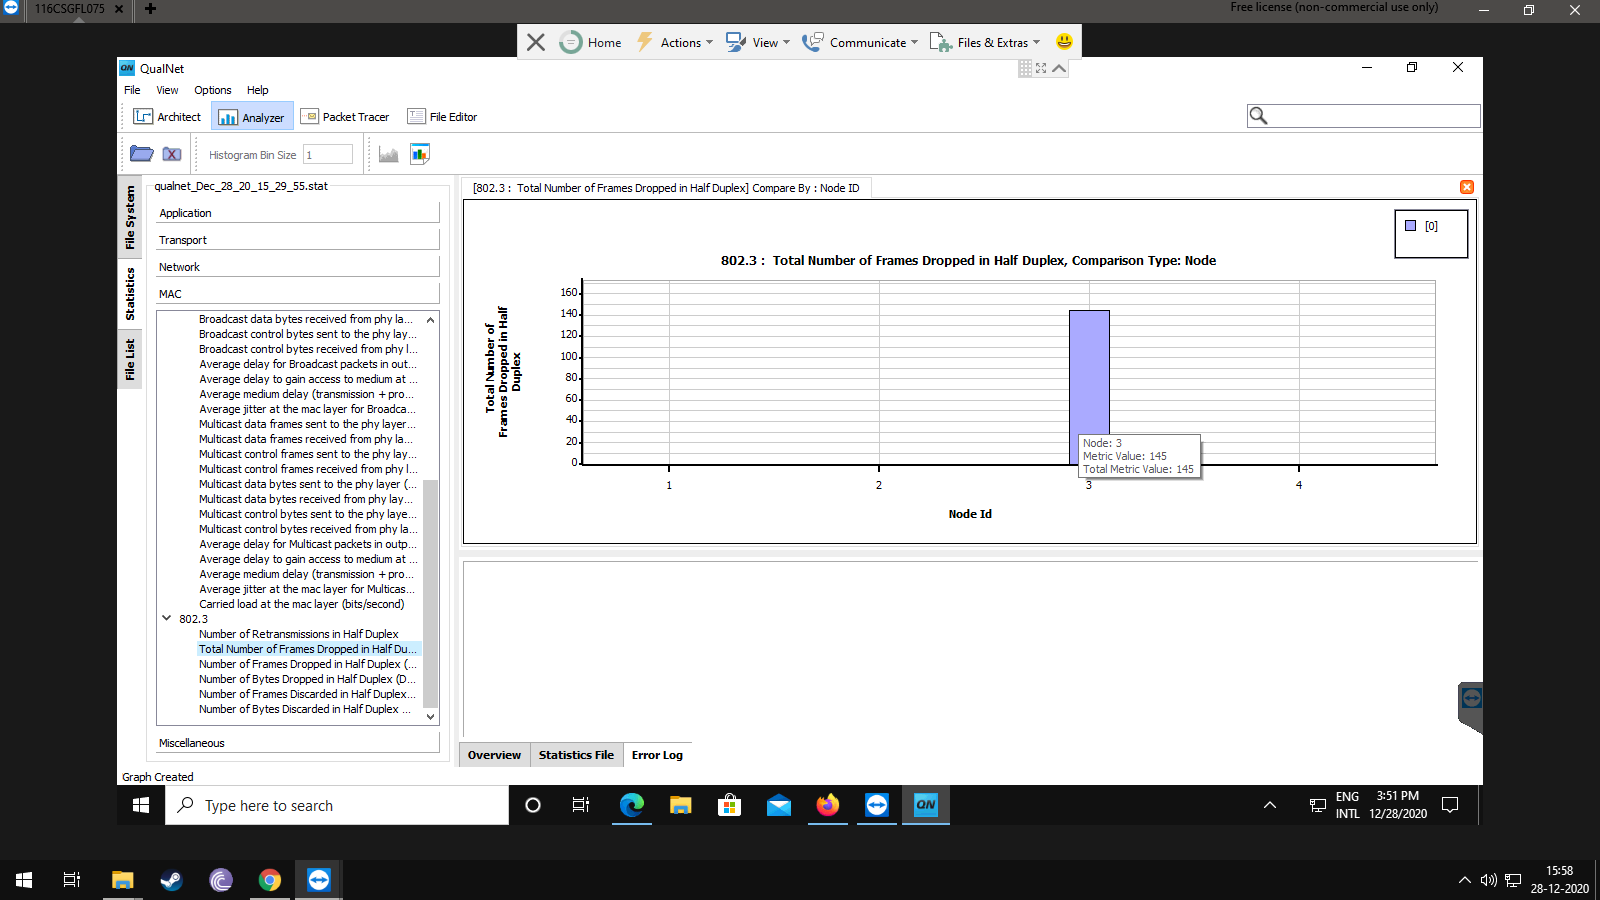 116CSGFL075
Free license (non-commercial use only)
Home
Actions
View
Communicate
Files & Extras
QN
QualNet
File
View
Options
Help
Architect
Analyzer
Packet Tracer
File Editor
Histogram Bin Size
1
File System
Statistics
File List
qualnet_Dec_28_20_15_29_55.stat
Application
Transport
Network
MAC
Broadcast data bytes received from phy la...
Broadcast control bytes sent to the phy lay...
Broadcast control bytes received from phy l...
Average delay for Broadcast packets in out...
Average delay to gain access to medium at ...
Average medium delay (transmission + pro...
Average jitter at the mac layer for Broadca...
Multicast data frames sent to the phy layer...
Multicast data frames received from phy la...
Multicast control frames sent to the phy lay...
Multicast control frames received from phy l...
Multicast data bytes sent to the phy layer (...
Multicast data bytes received from phy lay...
Multicast control bytes sent to the phy laye...
Multicast control bytes received from phy la...
Average delay for Multicast packets in outp...
Average delay to gain access to medium at ...
Average medium delay (transmission + pro...
Average jitter at the mac layer for Multicas...
Carried load at the mac layer (bits/second)
802.3
Number of Retransmissions in Half Duplex
Total Number of Frames Dropped in Half Du...
Number of Frames Dropped in Half Duplex (...
Number of Bytes Dropped in Half Duplex (D...
Number of Frames Discarded in Half Duplex...
Number of Bytes Discarded in Half Duplex ...
Miscellaneous
[802.3 : Total Number of Frames Dropped in Half Duplex] Compare By : Node ID
[0]
802.3 : Total Number of Frames Dropped in Half Duplex, Comparison Type: Node
Total Number of
Frames Dropped in Half
Duplex
160
140
120
100
80
60
40
20
0
Node: 3
Metric Value: 145
Total Metric Value: 145
1
2
3
4
Node Id
Overview
Statistics File
Error Log
Graph Created
Type here to search
QN
ENG
INTL
3:51 PM
12/28/2020
15:58
28-12-2020